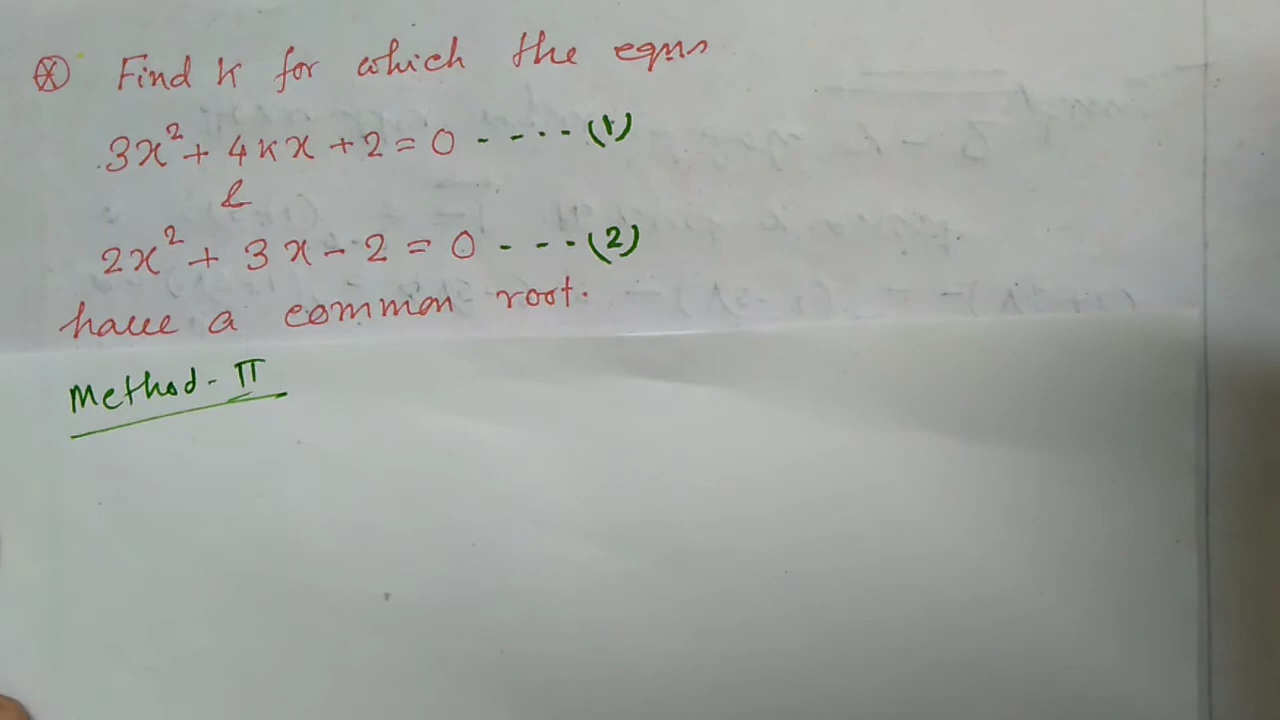 ⊗ Find k for which the eqns
3x² + 4kx + 2 = 0 - - - - (1)
&
2x² + 3x - 2 = 0 - - - (2)
have a common root.
Method - II